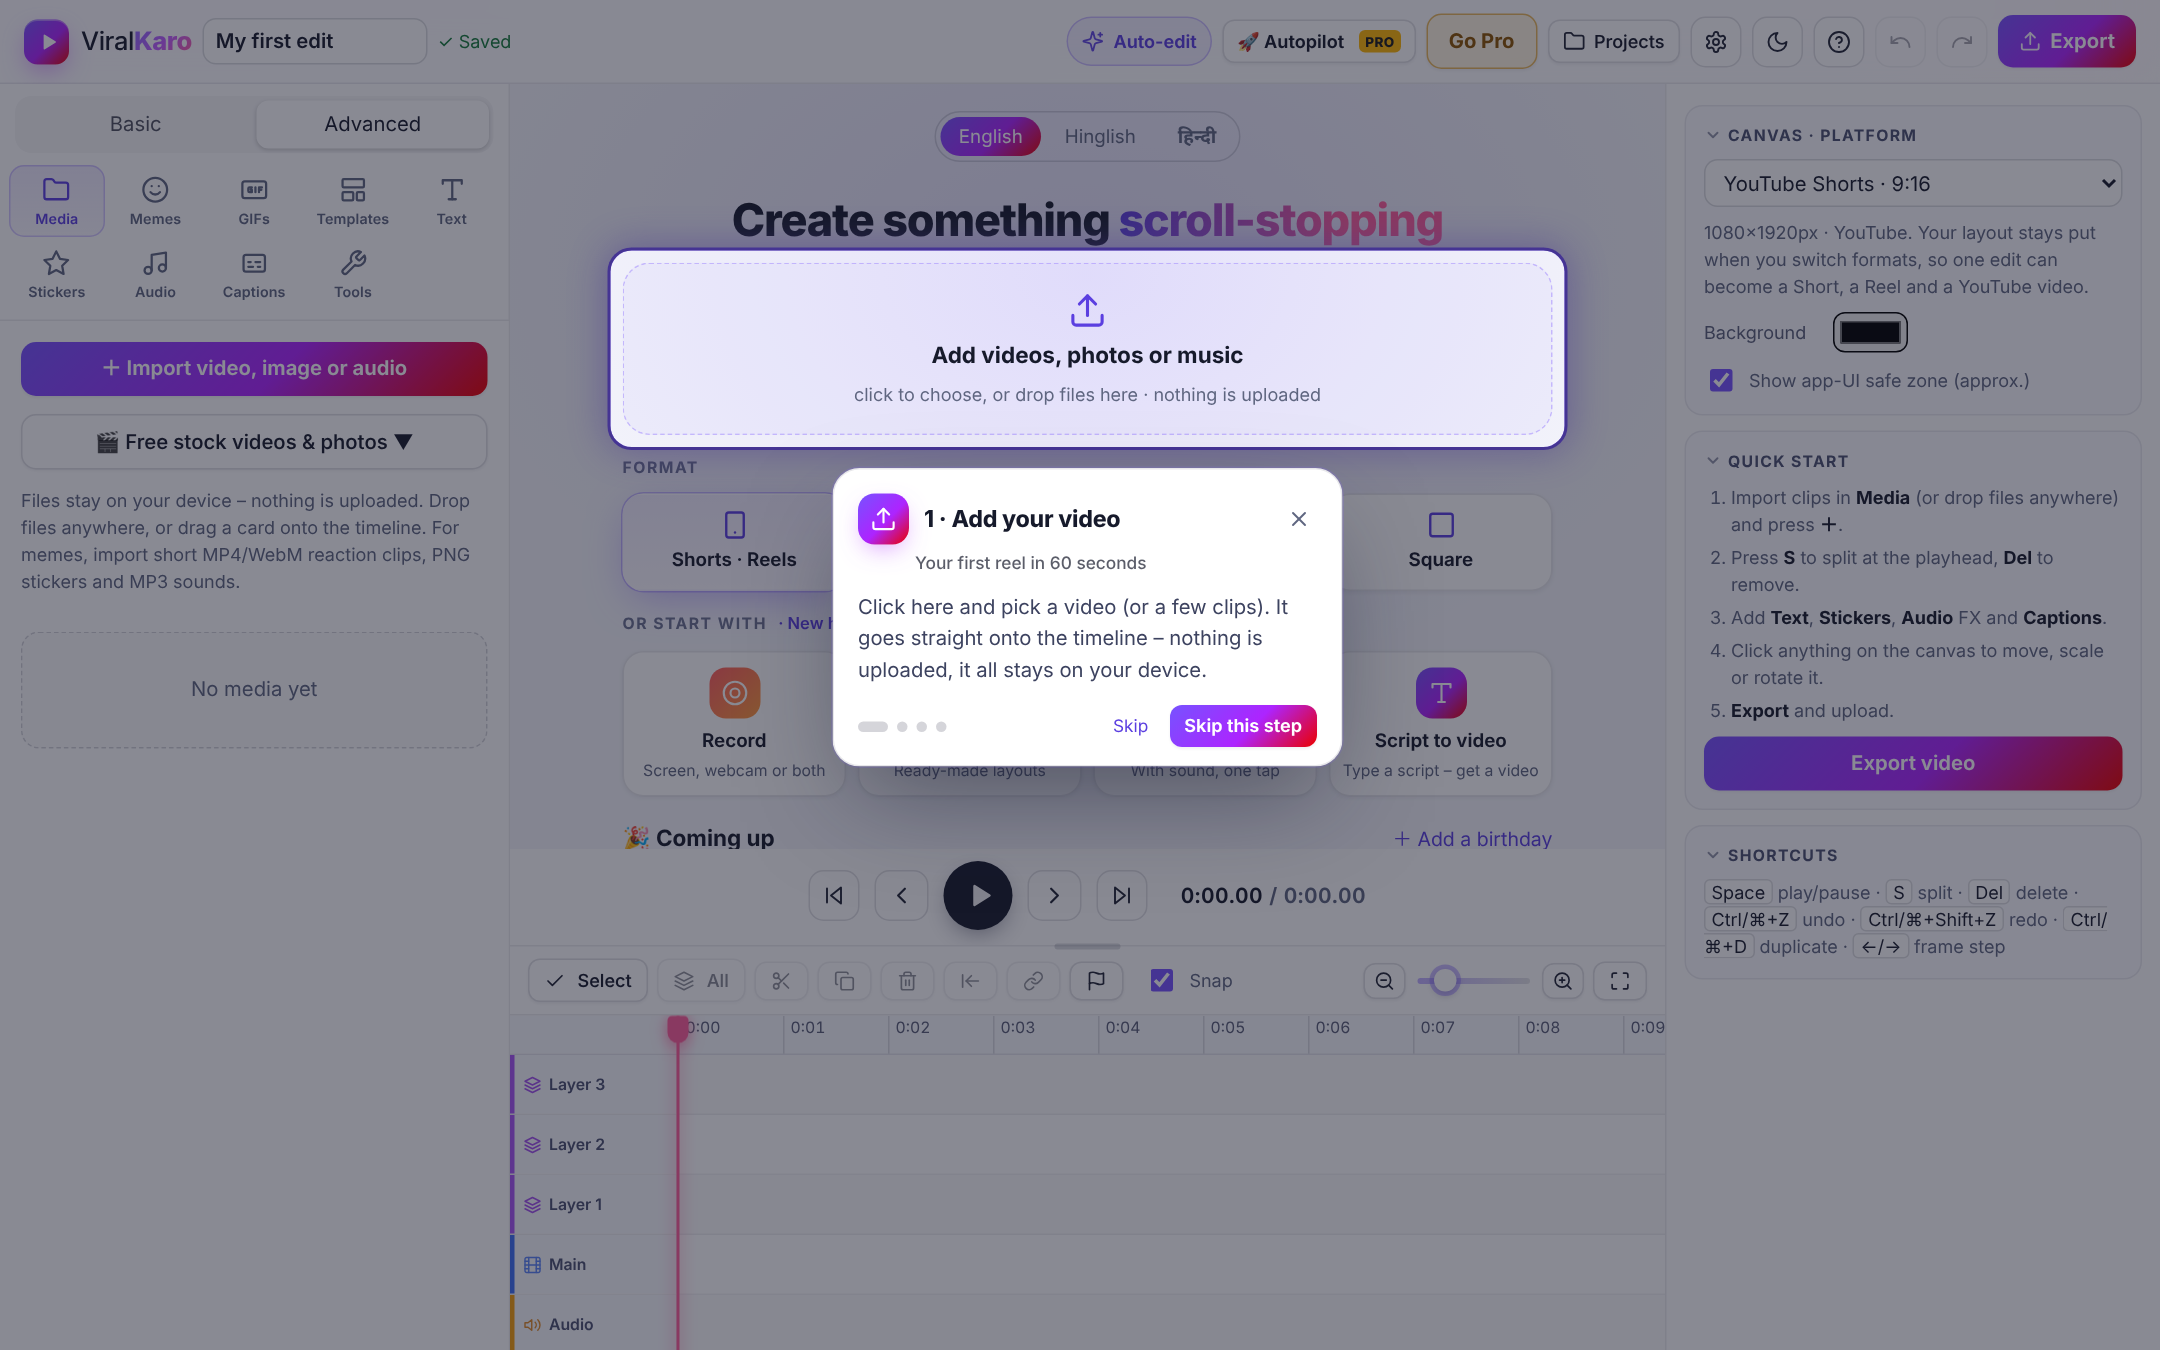 ViralKaro
My first edit
Saved
Auto-edit
Autopilot PRO
Go Pro
Projects
Export
Basic
Advanced
Media
Memes
GIF
GIFs
Templates
Text
Stickers
Audio
Captions
Tools
+ Import video, image or audio
Free stock videos & photos ▼
Files stay on your device – nothing is uploaded. Drop
files anywhere, or drag a card onto the timeline. For
memes, import short MP4/WebM reaction clips, PNG
stickers and MP3 sounds.
No media yet
English
Hinglish
हिन्दी
Create something scroll-stopping
Add videos, photos or music
click to choose, or drop files here · nothing is uploaded
FORMAT
Shorts · Reels
Square
OR START WITH · New
Record
Screen, webcam or both
Ready-made layouts
With sound, one tap
Script to video
Type a script – get a video
1 · Add your video
Your first reel in 60 seconds
Click here and pick a video (or a few clips). It
goes straight onto the timeline – nothing is
uploaded, it all stays on your device.
Skip
Skip this step
🎉 Coming up
+ Add a birthday
0:00.00 / 0:00.00
Select
All
Snap
0:00
0:01
0:02
0:03
0:04
0:05
0:06
0:07
0:08
0:09
Layer 3
Layer 2
Layer 1
Main
Audio
CANVAS · PLATFORM
YouTube Shorts · 9:16
1080×1920px · YouTube. Your layout stays put
when you switch formats, so one edit can
become a Short, a Reel and a YouTube video.
Background
Show app-UI safe zone (approx.)
QUICK START
1. Import clips in Media (or drop files anywhere)
and press +.
2. Press S to split at the playhead, Del to
remove.
3. Add Text, Stickers, Audio FX and Captions.
4. Click anything on the canvas to move, scale
or rotate it.
5. Export and upload.
Export video
SHORTCUTS
Space play/pause · S split · Del delete ·
Ctrl/⌘+Z undo · Ctrl/⌘+Shift+Z redo · Ctrl/
⌘+D duplicate · ←/→ frame step